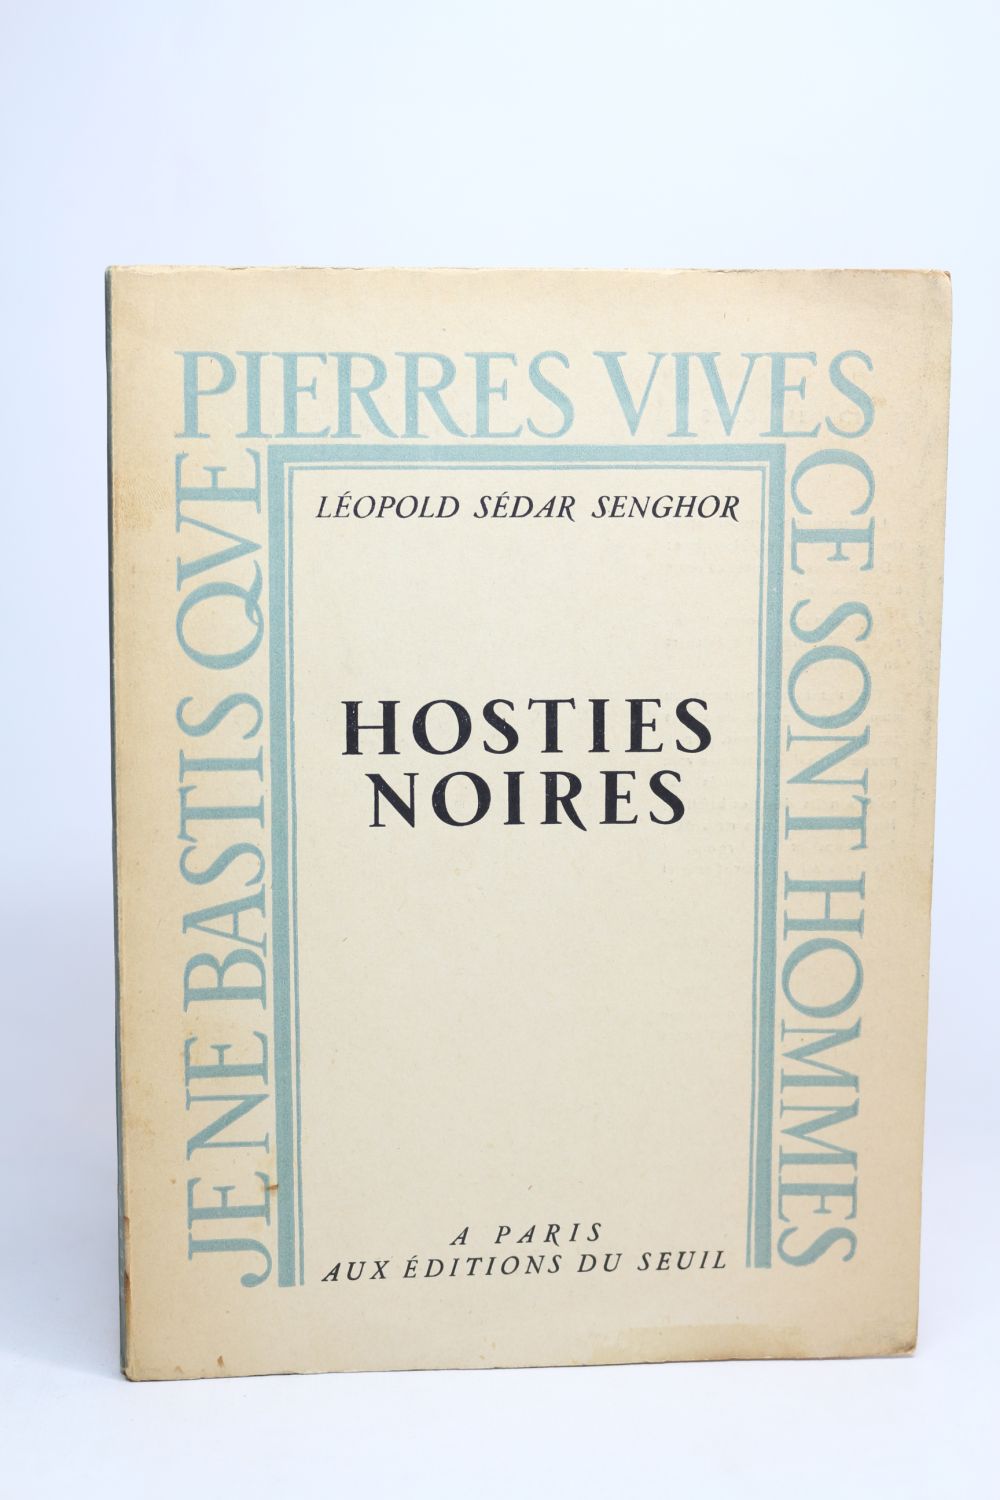 JE NE BASTIS QVE
PIERRES VIVES
CE SONT HOMMES
LÉOPOLD SÉDAR SENGHOR
HOSTIES
NOIRES
A PARIS
AUX ÉDITIONS DU SEUIL